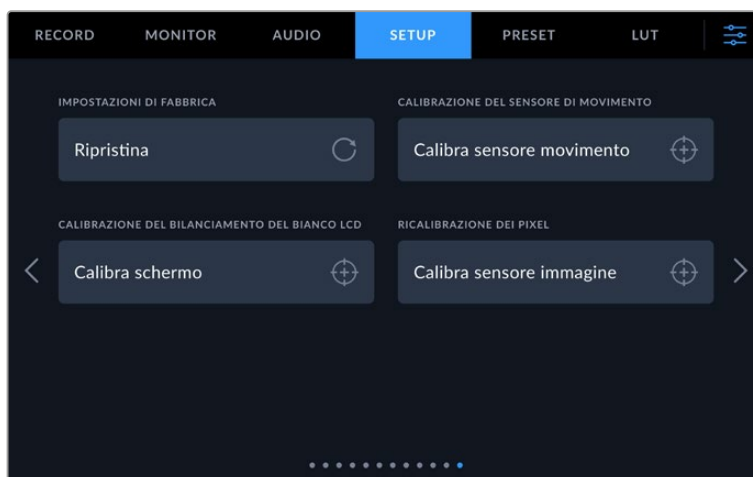 RECORD MONITOR AUDIO SETUP PRESET LUT
IMPOSTAZIONI DI FABBRICA CALIBRAZIONE DEL SENSORE DI MOVIMENTO
Ripristina Calibra sensore movimento
CALIBRAZIONE DEL BILANCIAMENTO DEL BIANCO LCD RICALIBRAZIONE DEI PIXEL
Calibra schermo Calibra sensore immagine